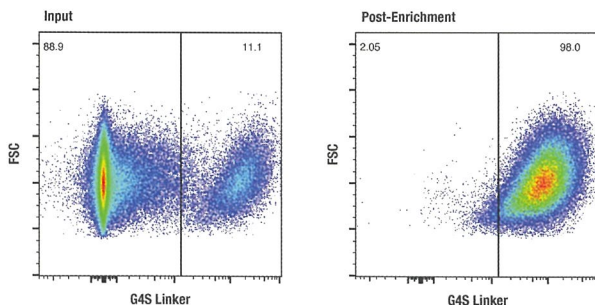 Input
88.9
11.1
FSC
G4S Linker
Post-Enrichment
2.05
98.0
FSC
G4S Linker